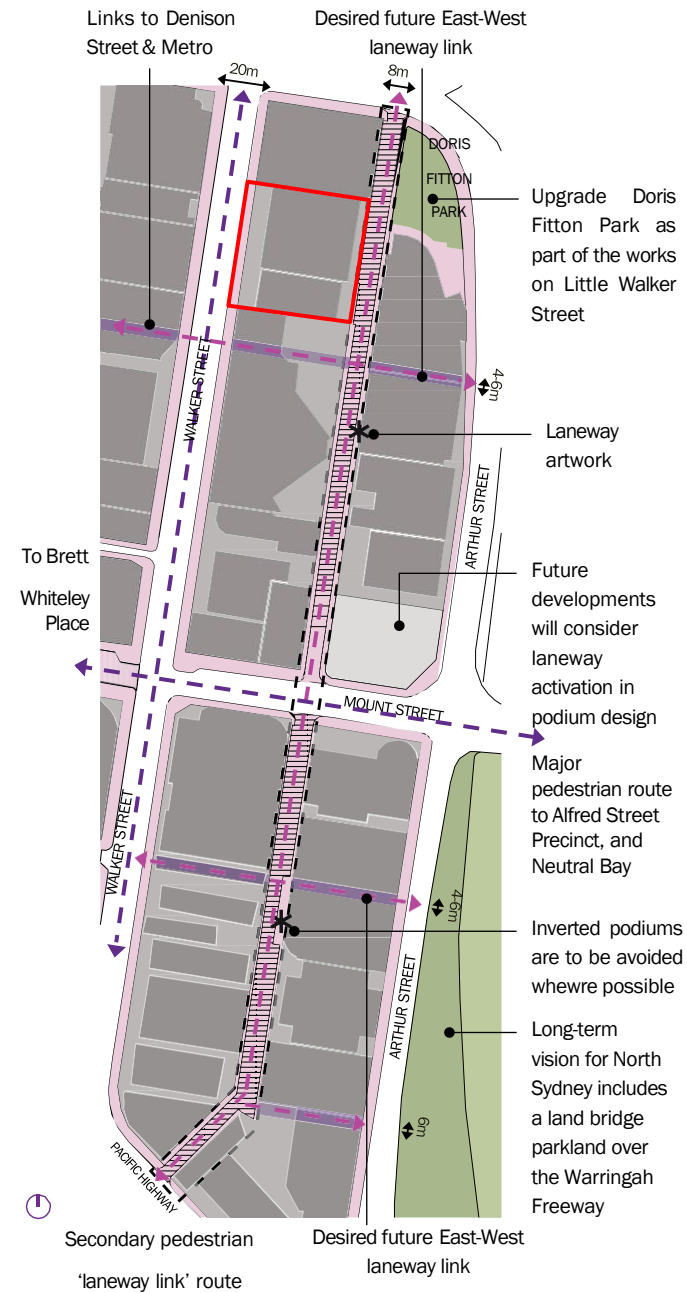 Links to Denison
Street & Metro
Desired future East-West
laneway link
20m
8m
DORIS
FITTON
PARK
Upgrade Doris
Fitton Park as
part of the works
on Little Walker
Street
WALKER STREET
4-6m
Laneway
artwork
ARTHUR STREET
To Brett
Whiteley
Place
Future
developments
will consider
laneway
activation in
podium design
MOUNT STREET
Major
pedestrian route
to Alfred Street
Precinct, and
Neutral Bay
WALKER STREET
4-6m
Inverted podiums
are to be avoided
whewre possible
ARTHUR STREET
Long-term
vision for North
Sydney includes
a land bridge
parkland over
the Warringah
Freeway
6m
PACIFIC HIGHWAY
Secondary pedestrian
‘laneway link’ route
Desired future East-West
laneway link